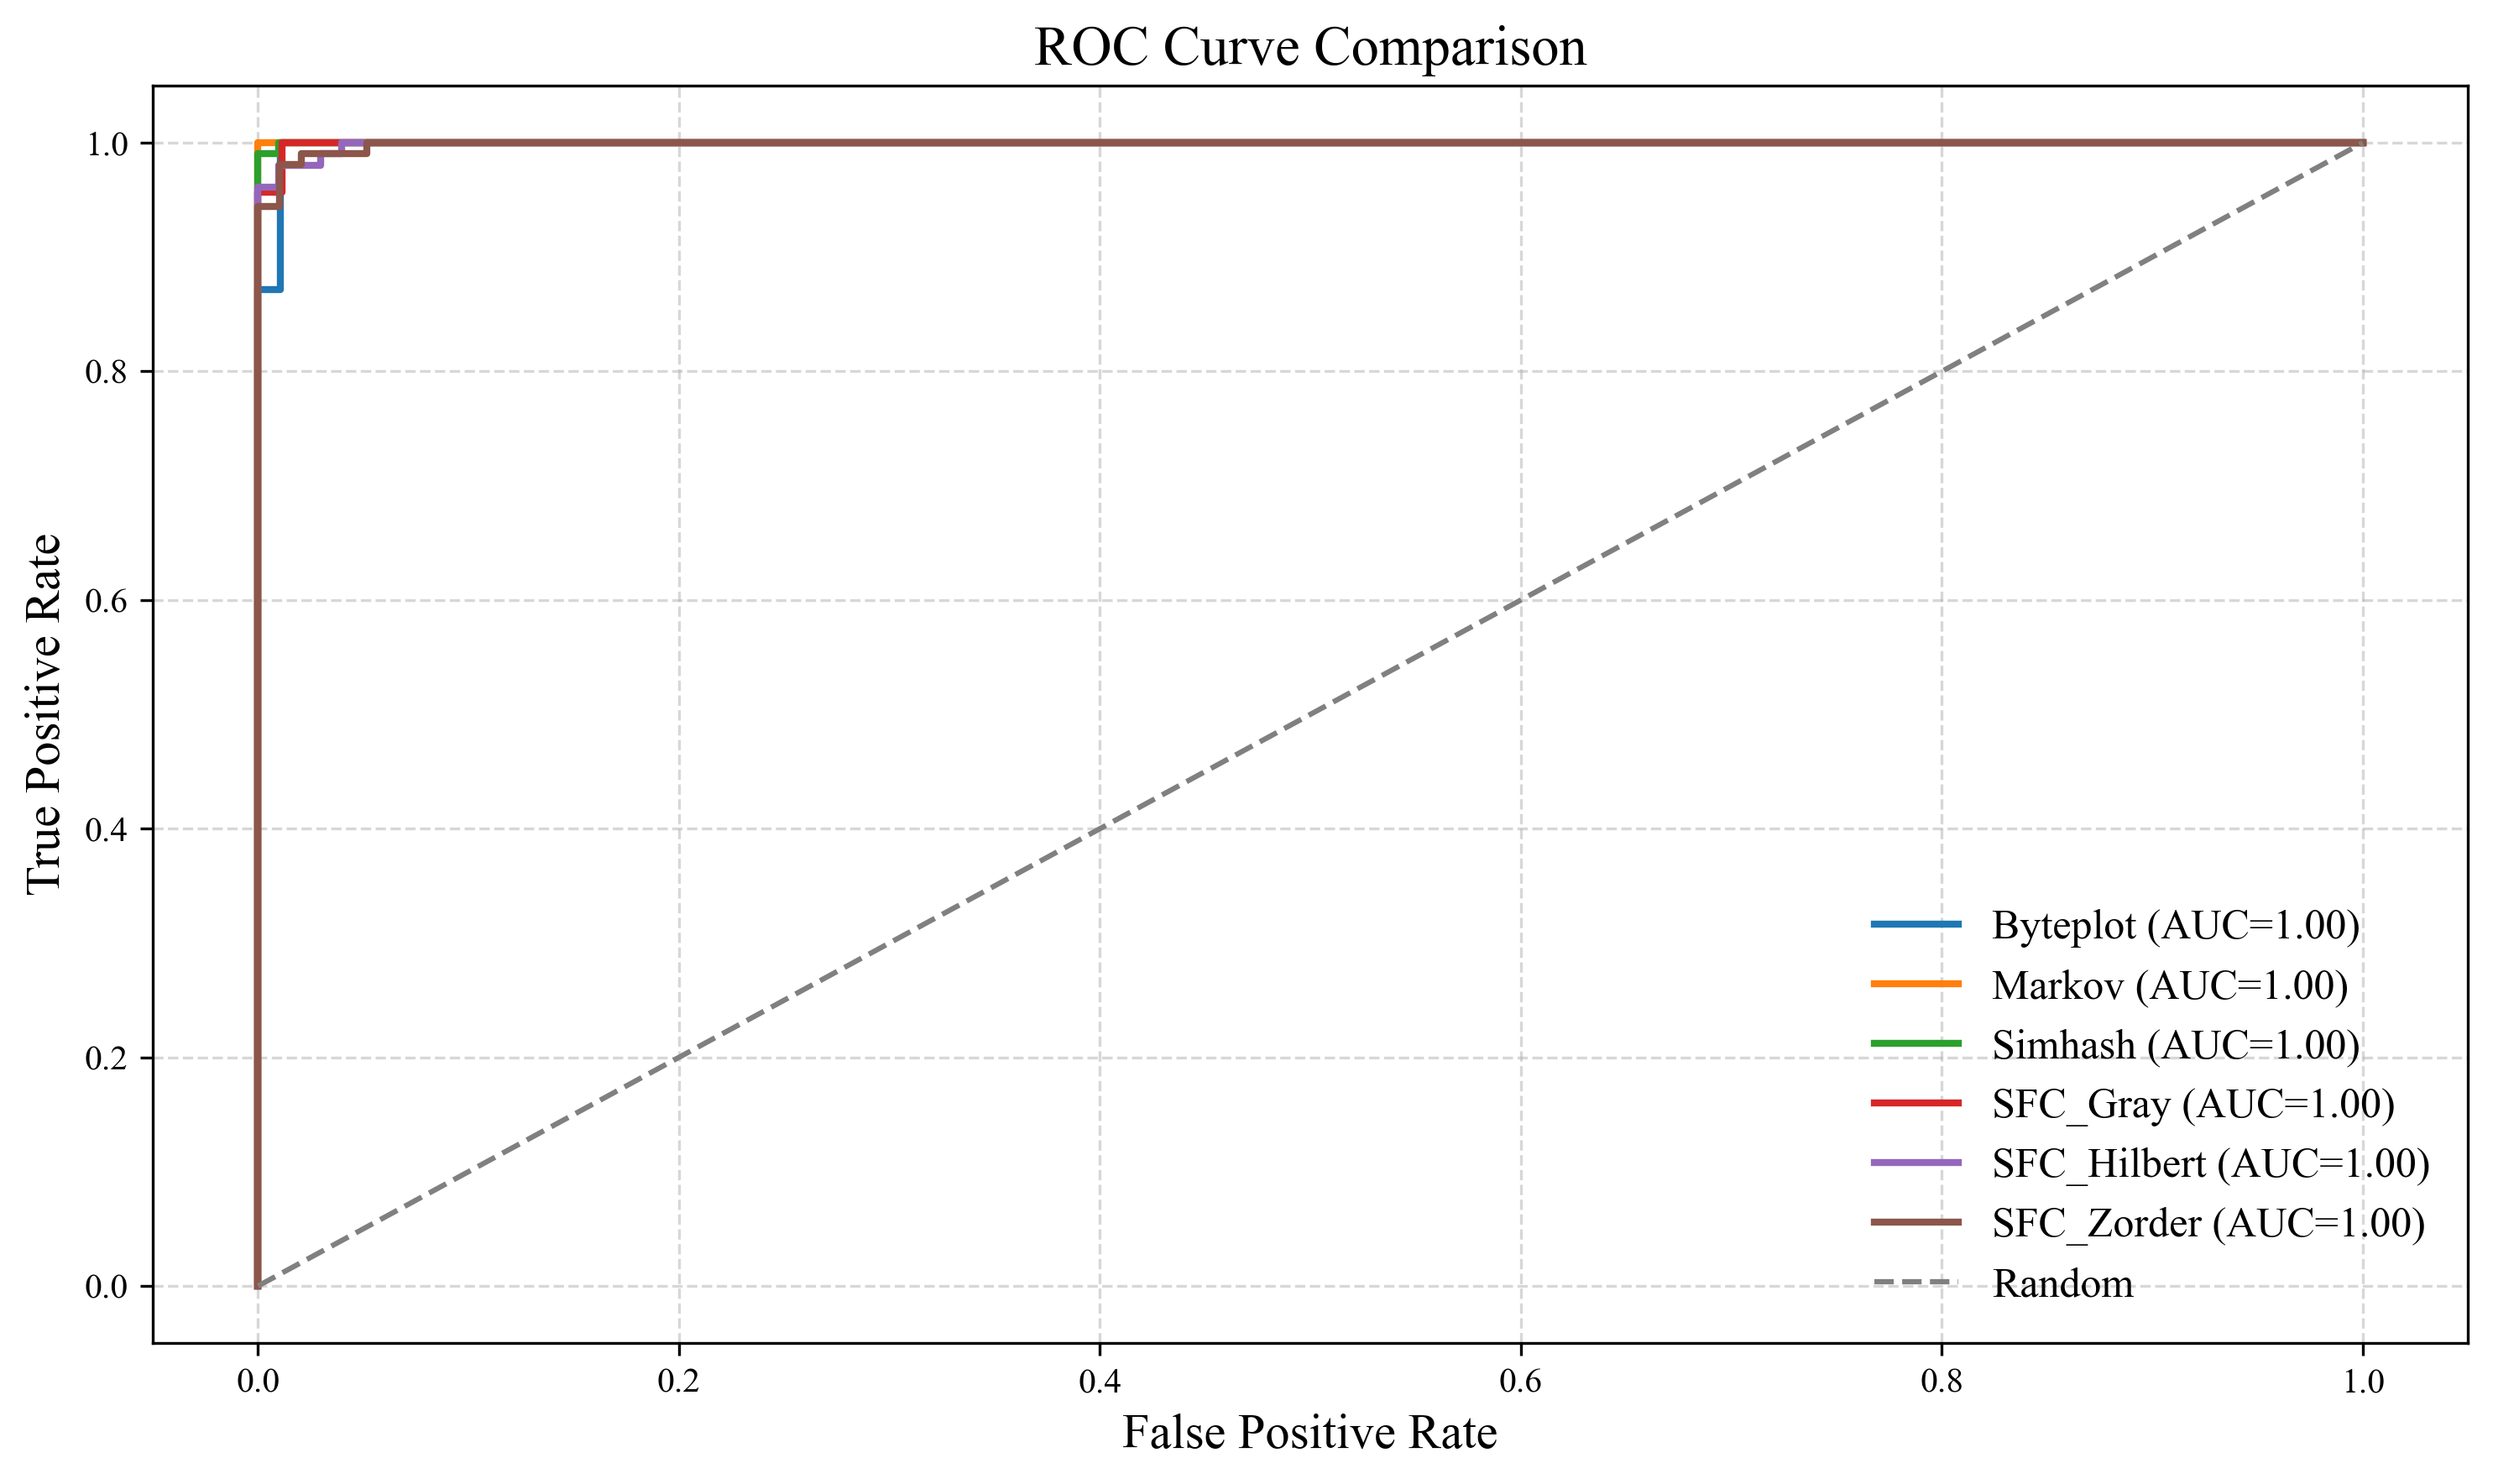 ROC Curve Comparison
True Positive Rate
1.0
0.8
0.6
0.4
0.2
0.0
Byteplot (AUC=1.00)
Markov (AUC=1.00)
Simhash (AUC=1.00)
SFC_Gray (AUC=1.00)
SFC_Hilbert (AUC=1.00)
SFC_Zorder (AUC=1.00)
Random
0.0 0.2 0.4 0.6 0.8 1.0
False Positive Rate